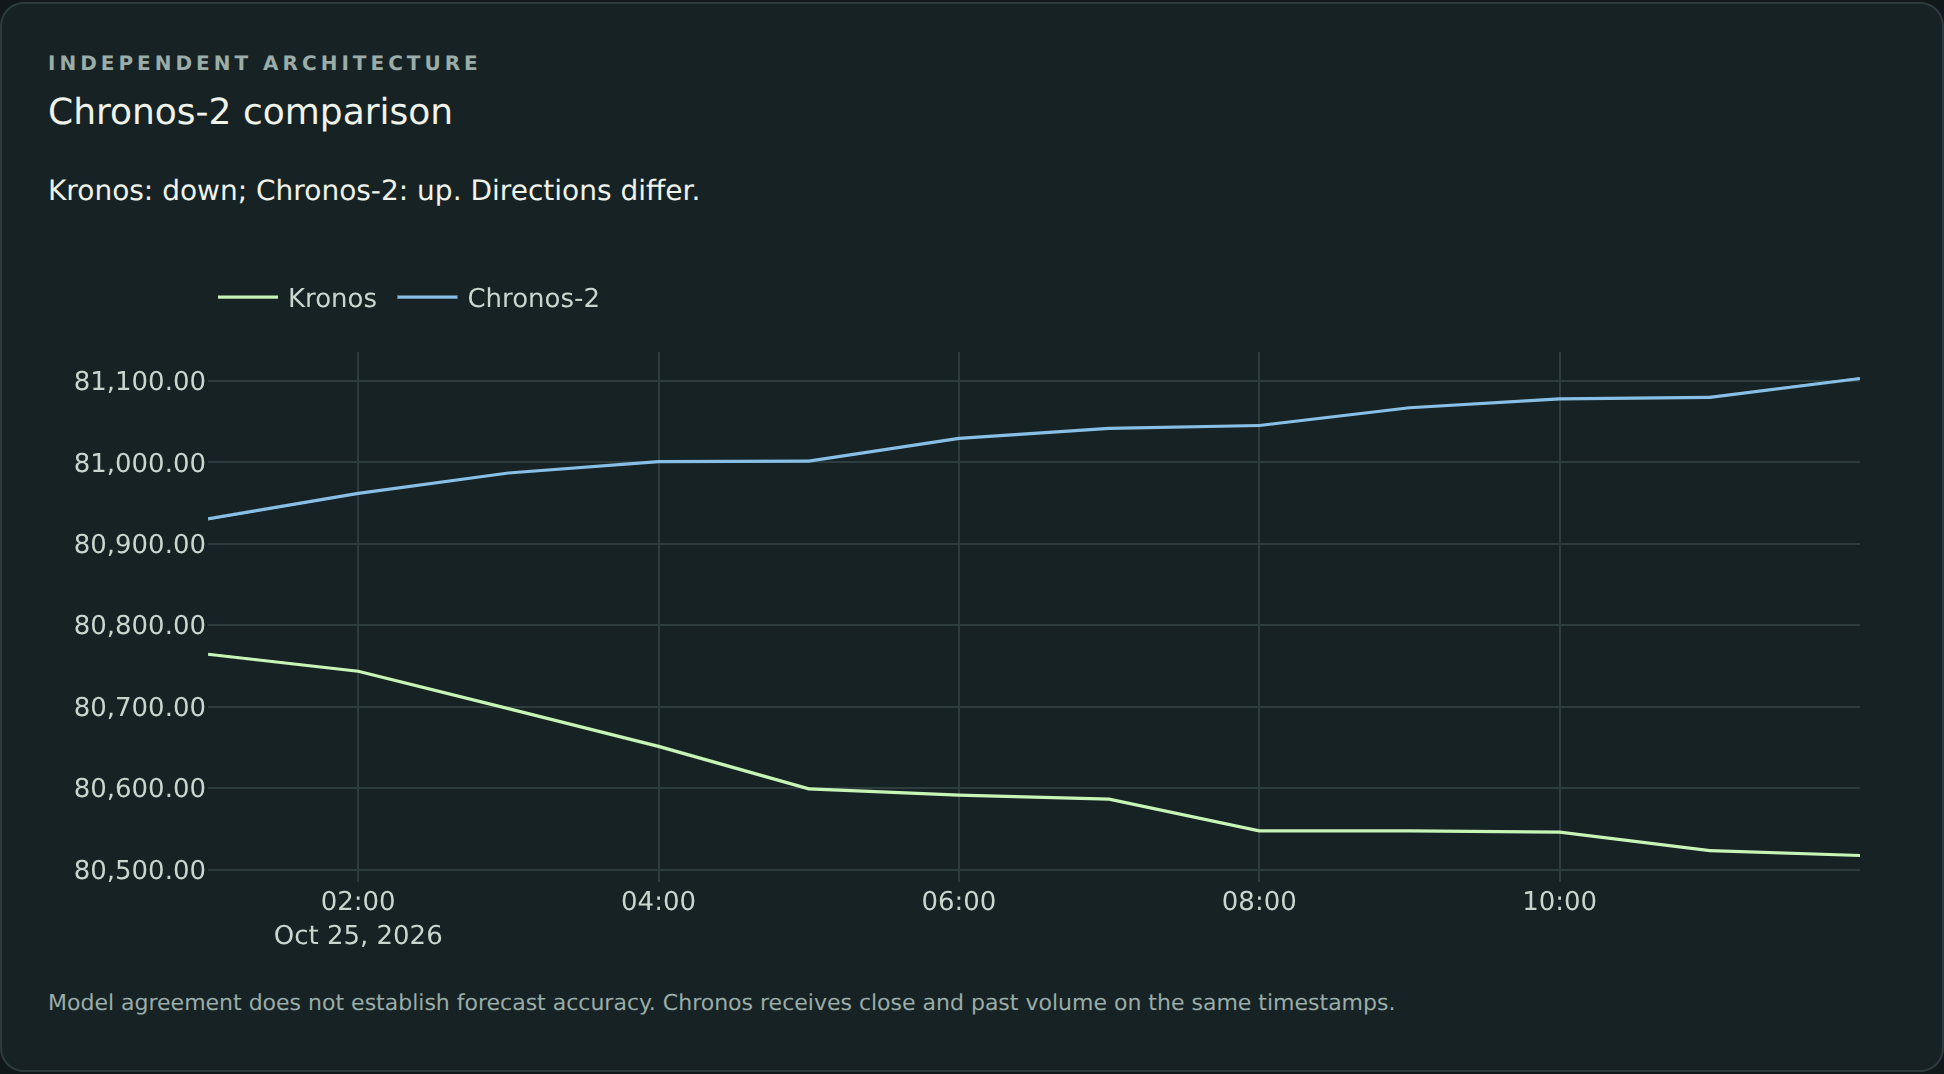 INDEPENDENT ARCHITECTURE
Chronos-2 comparison
Kronos: down; Chronos-2: up. Directions differ.
Kronos
Chronos-2
81,100.00
81,000.00
80,900.00
80,800.00
80,700.00
80,600.00
80,500.00
02:00
04:00
06:00
08:00
10:00
Oct 25, 2026
Model agreement does not establish forecast accuracy. Chronos receives close and past volume on the same timestamps.